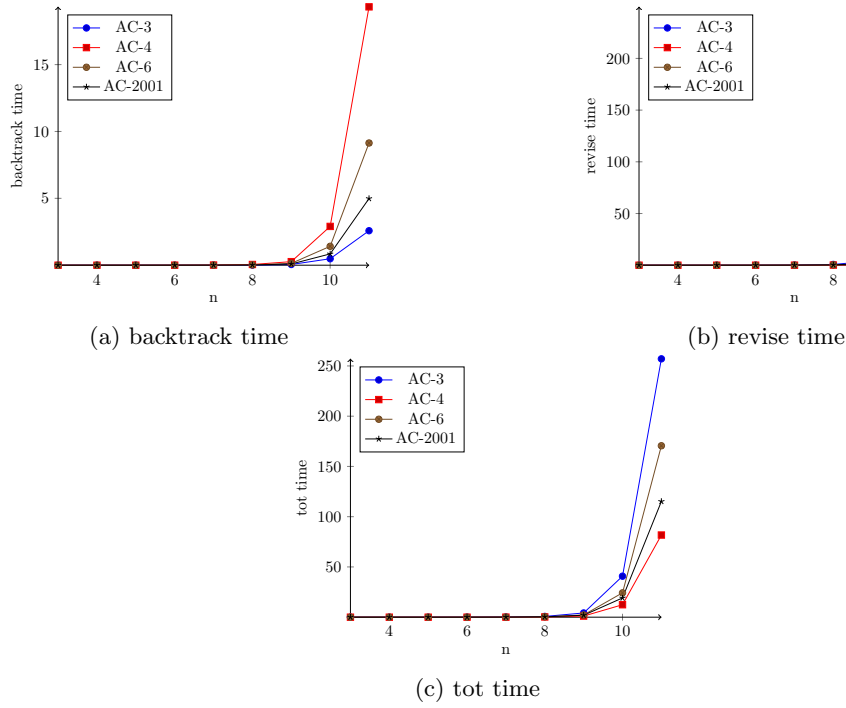 AC-3
AC-4
AC-6
AC-2001
15
10
5
backtrack time
4
6
8
10
n
(a) backtrack time
AC-3
AC-4
AC-6
AC-2001
200
150
100
50
revise time
4
6
8
n
(b) revise time
AC-3
AC-4
AC-6
AC-2001
250
200
150
100
50
tot time
4
6
8
10
n
(c) tot time